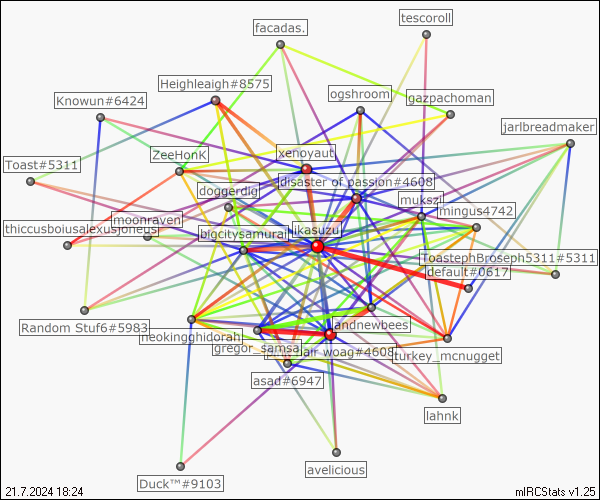 tescoroll
facadas.
Heighleaigh#8575
ogshroom
gazpachoman
Knowun#6424
jarlbreadmaker
xenoyaut
ZeeHonK
Toast#5311
disaster of passion#4608
doggerdig
muksz
mingus4742
moonraven
thiccusboiusalexusjoneus
bigcitysamurai
ikasuzu
ToastephBroseph5311#5311
default#0617
Random Stuf6#5983
neokingghidorah
andnewbees
gregor_samsa
lair woag#4608
turkey_mcnugget
asad#6947
lahnk
avelicious
Duck™#9103
21.7.2024 18:24
mIRCStats v1.25